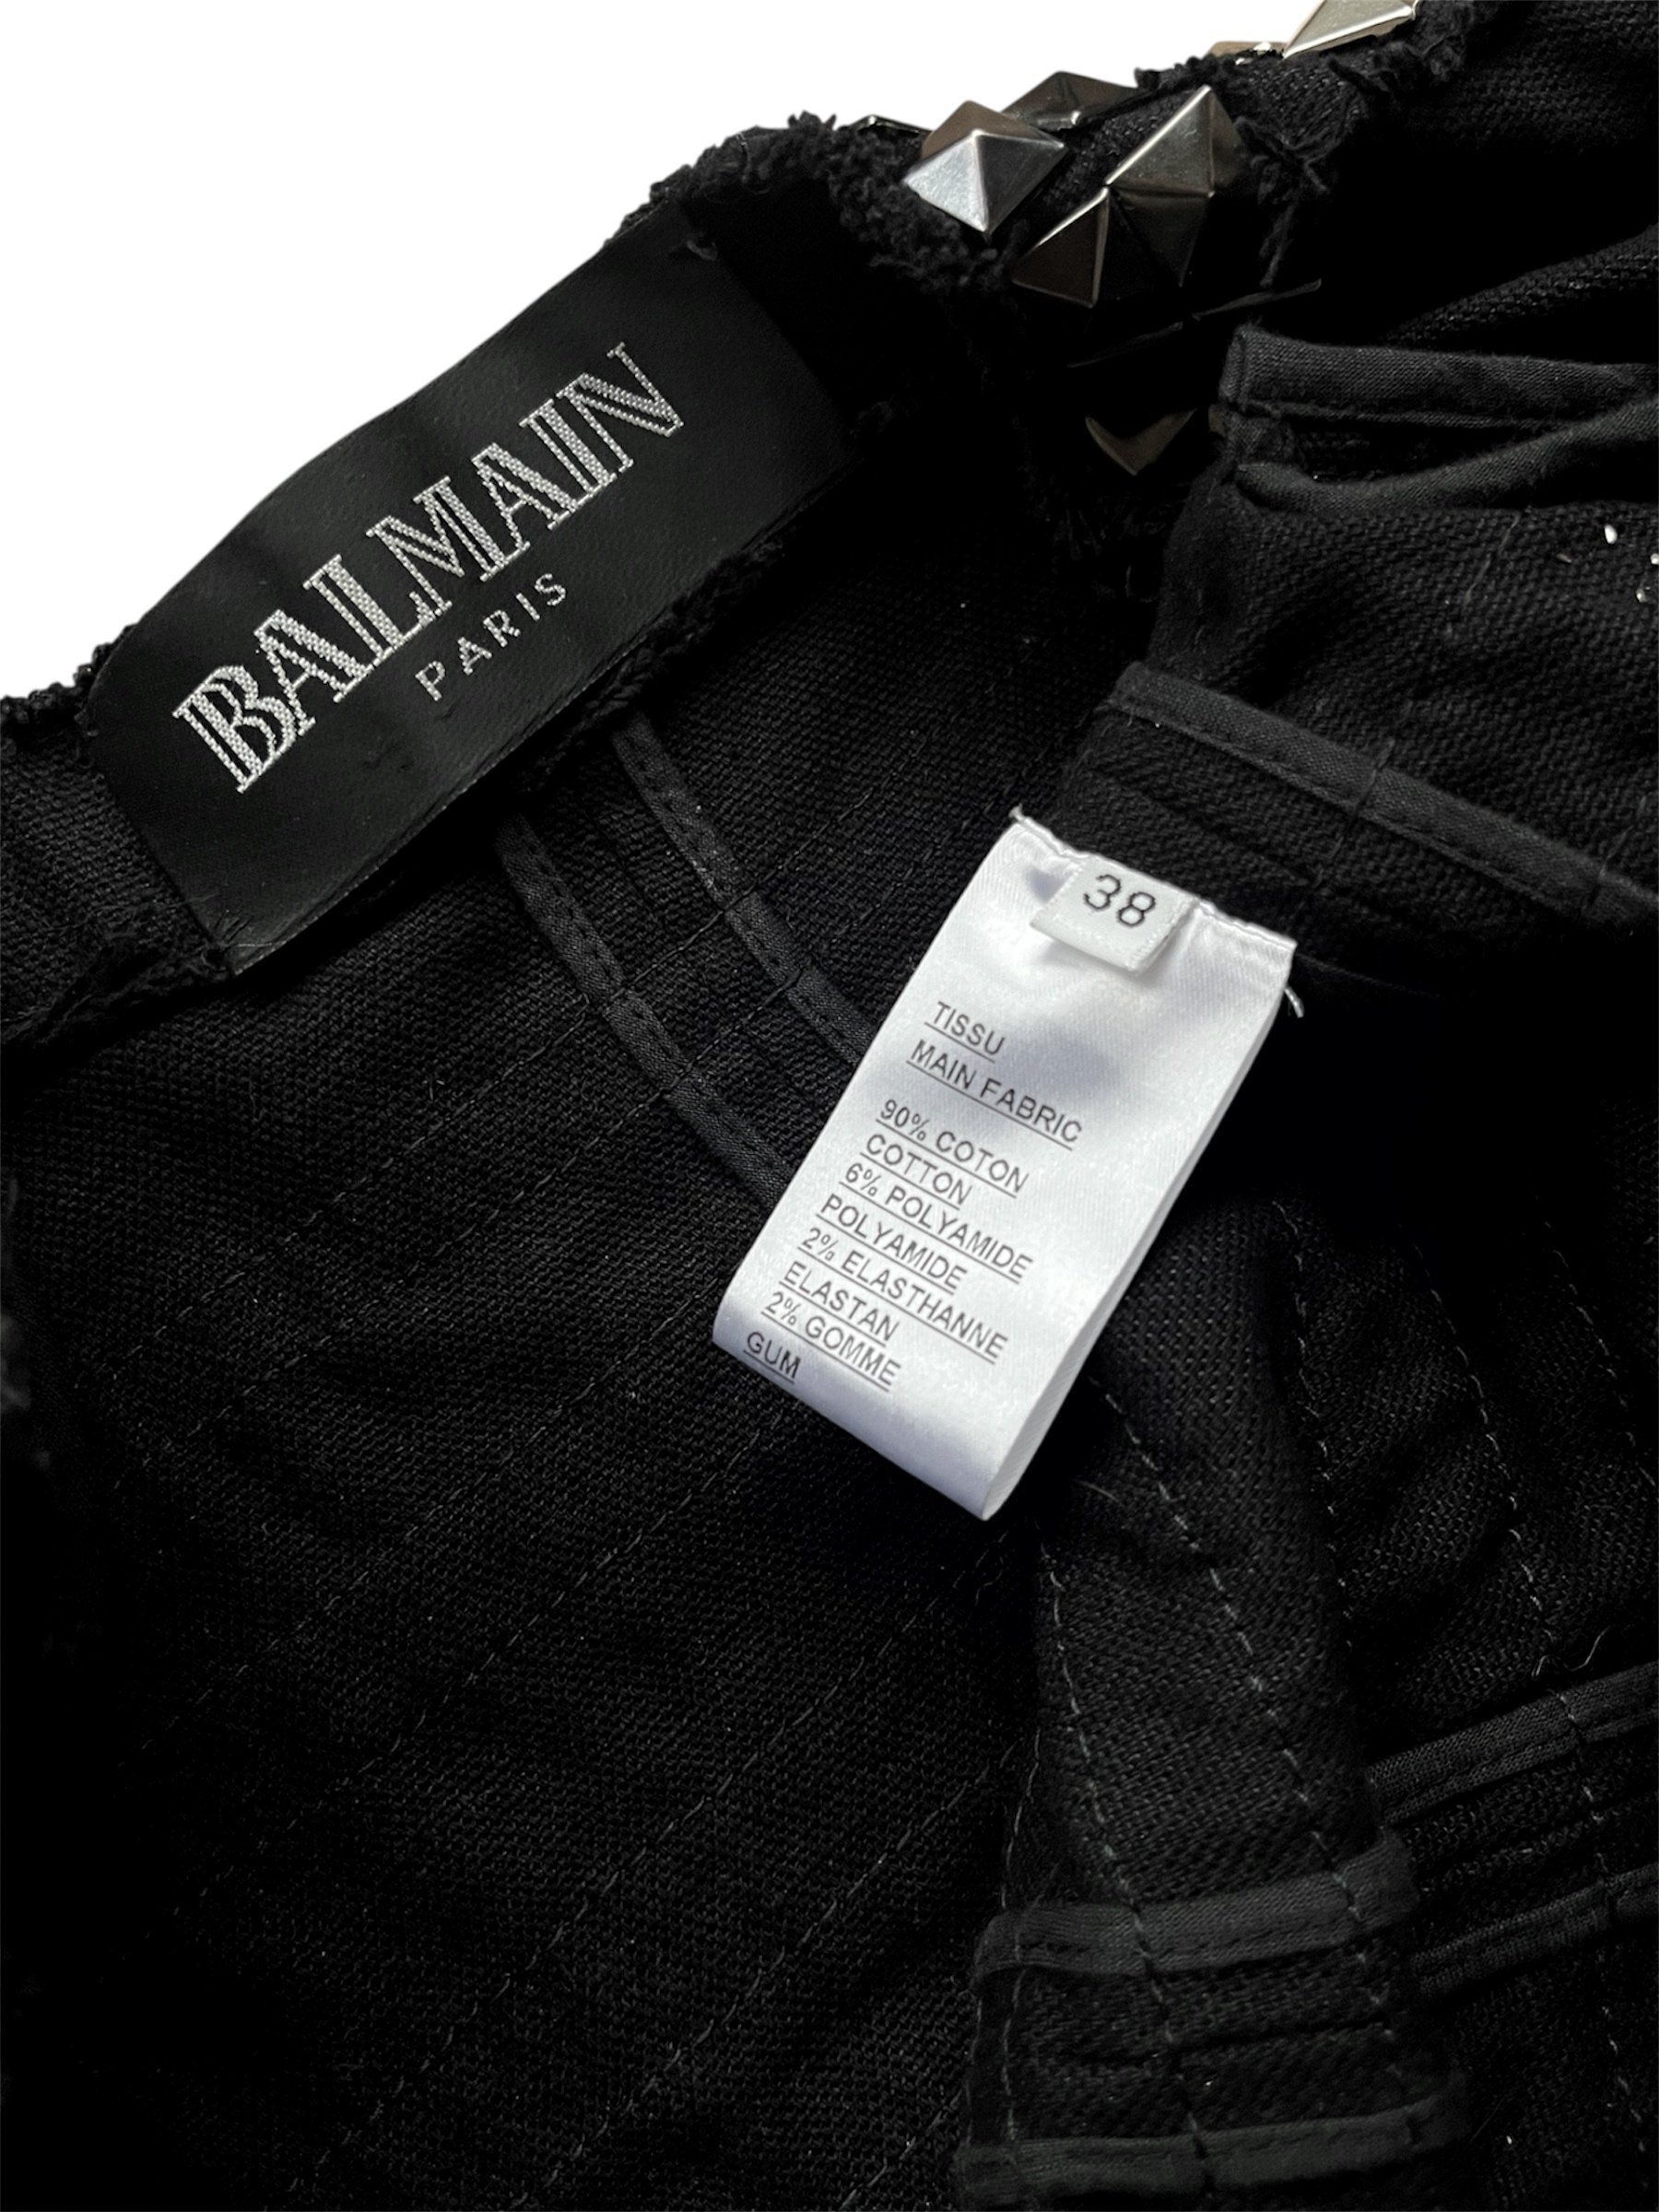 BALMAIN
PARIS
38
TISSU
MAIN FABRIC
90% COTON
COTTON
6% POLYAMIDE
POLYAMIDE
2% ELASTHANNE
ELASTAN
2% GOMME
GUM